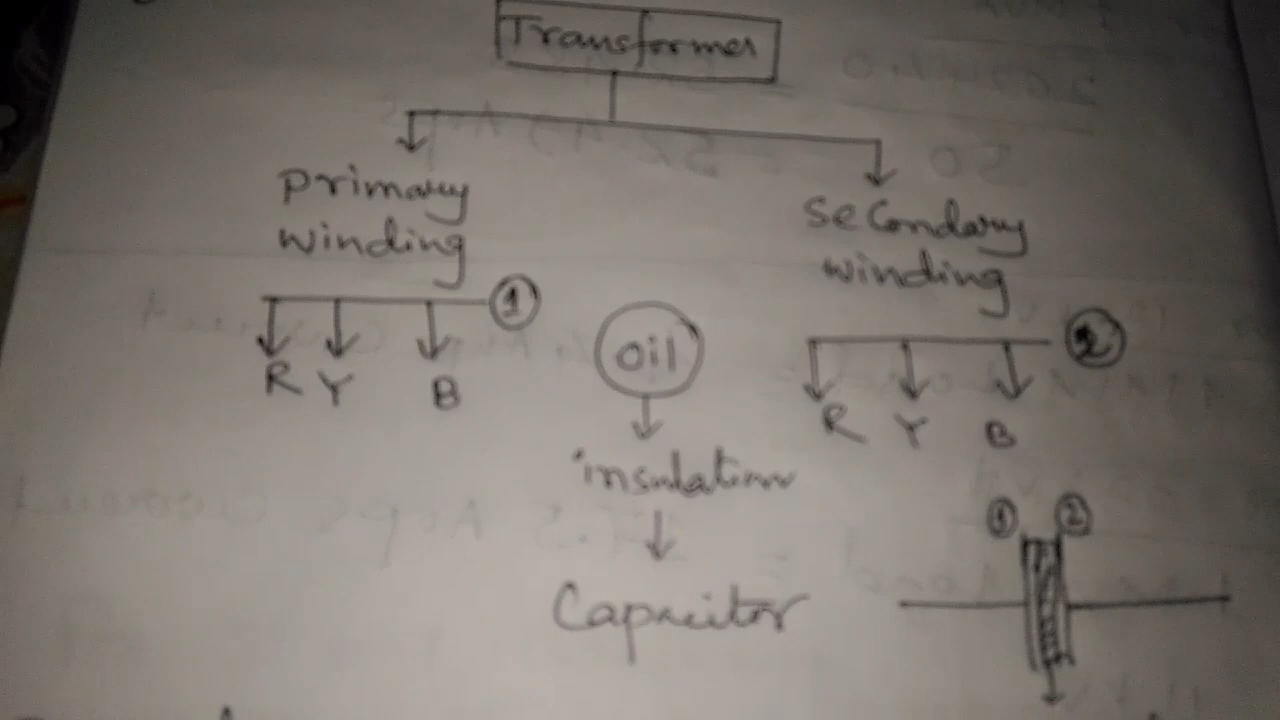 Transformer
primary
winding
secondary
winding
1
R Y B
oil
2
R Y B
insulation
1 2
Capacitor